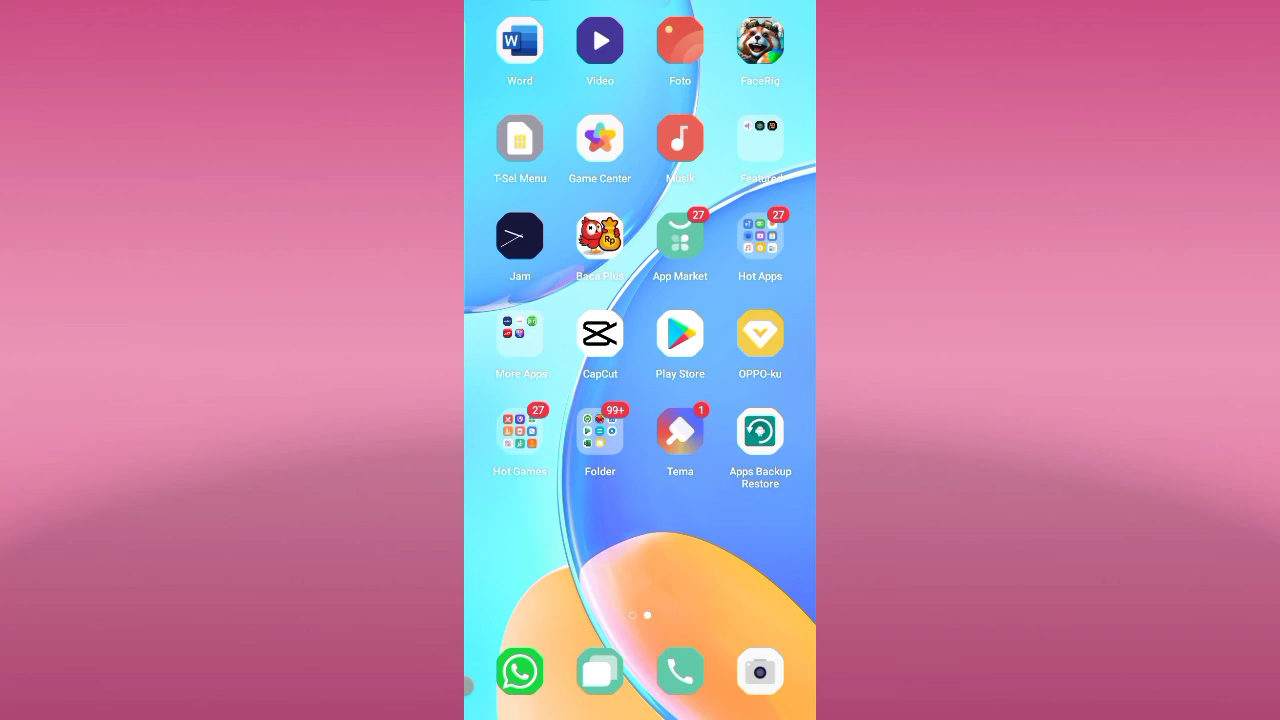 Word
Video
Foto
FaceRig
T-Sel Menu
Game Center
Musik
Featured
Jam
Baca Plus
27
App Market
27
Hot Apps
More Apps
CapCut
Play Store
OPPO-ku
27
Hot Games
99+
Folder
1
Tema
Apps Backup
Restore
W
Rp